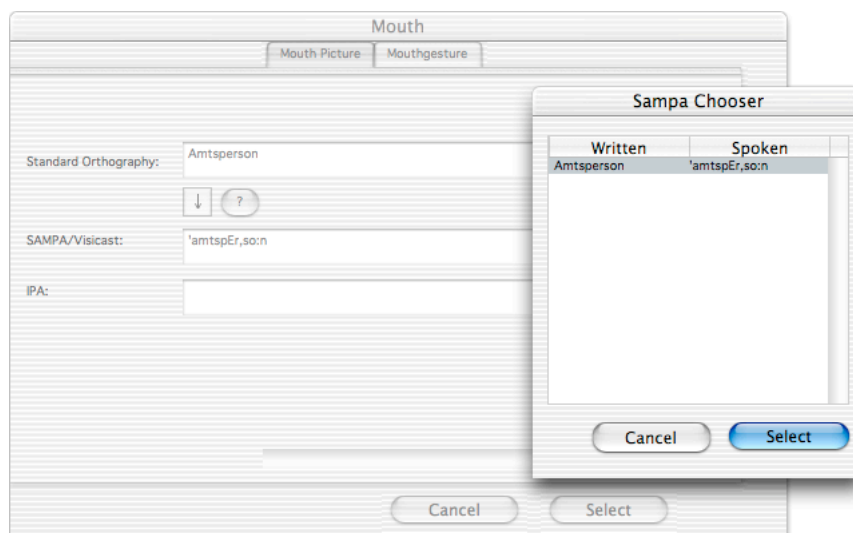 Mouth
Mouth Picture Mouthgesture
Standard Orthography: Amtsperson
↓ ?
SAMPA/Visicast: 'amtspEr,so:n
IPA:
Cancel Select
Sampa Chooser
Written Spoken
Amtsperson 'amtspEr,so:n
Cancel Select